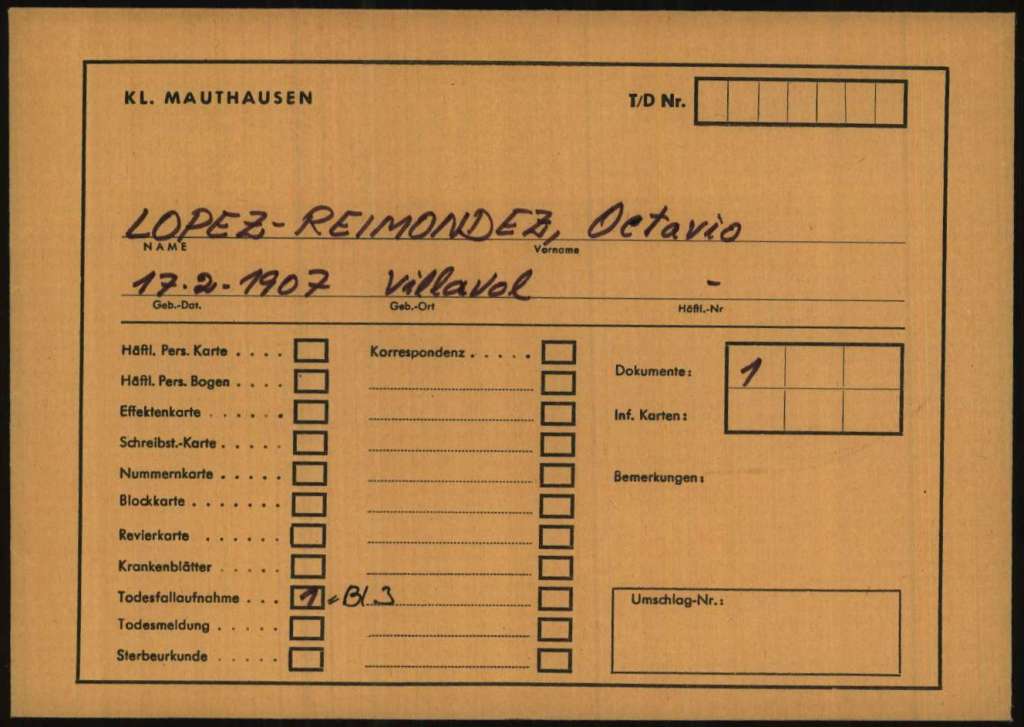 KL. MAUTHAUSEN
T/D Nr.
LOPEZ-REIMONDEZ, Octavio
NAME Vorname
17.2.-1907 Villavol -
Geb.-Dat. Geb.-Ort Häftl.-Nr
Häftl. Pers. Karte . . . .
Häftl. Pers. Bogen . . . .
Effektenkarte . . . . . .
Schreibst.-Karte . . . . .
Nummernkarte . . . . .
Blockkarte . . . . . . .
Revierkarte . . . . . .
Krankenblätter . . . . .
Todesfallaufnahme . . . 1 = Bl. 3
Todesmeldung . . . . .
Sterbeurkunde . . . . .
Korrespondenz . . . . .
Dokumente: 1
Inf. Karten:
Bemerkungen:
Umschlag-Nr.: